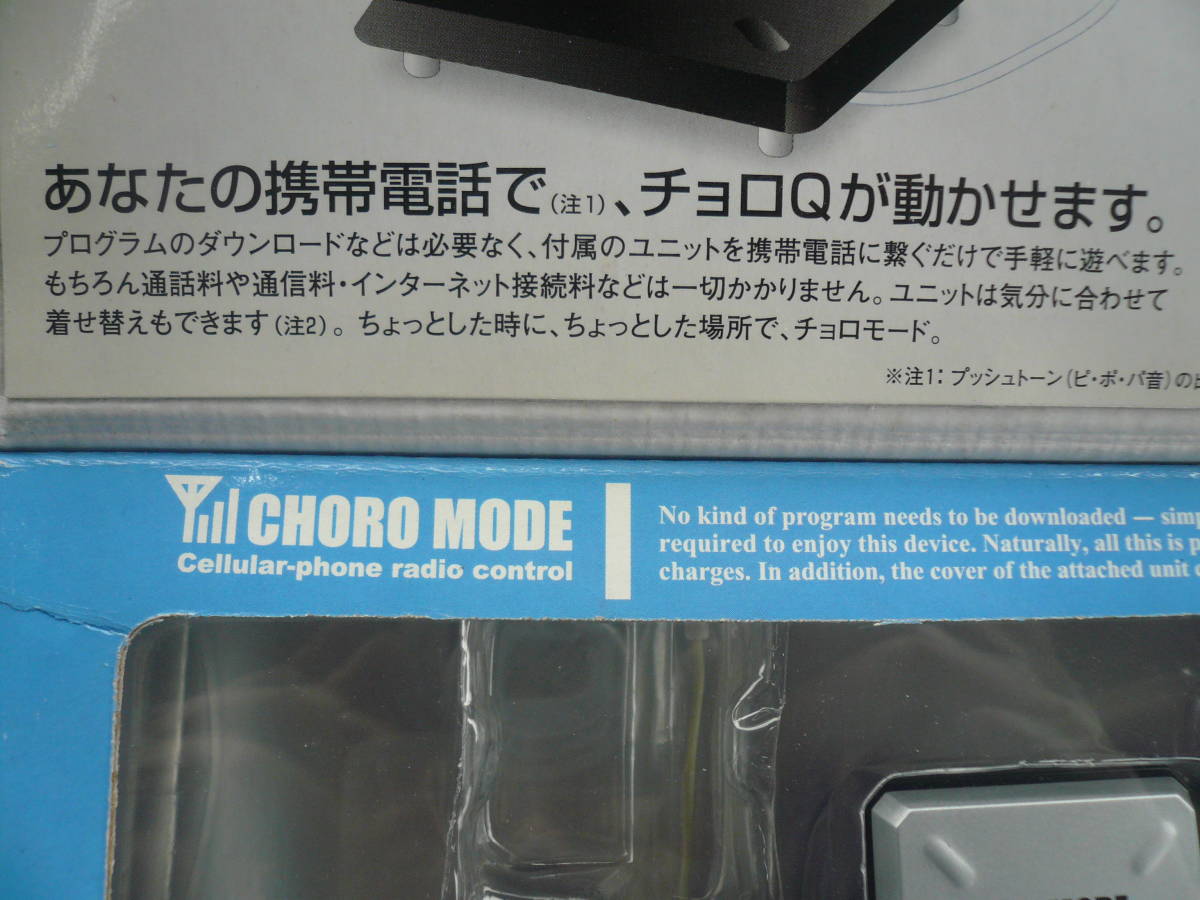 あなたの携帯電話で(注1)、チョロQが動かせます。
プログラムのダウンロードなどは必要なく、付属のユニットを携帯電話に繋ぐだけで手軽に遊べます。
もちろん通話料や通信料・インターネット接続料などは一切かかりません。ユニットは気分に合わせて
着せ替えもできます(注2)。ちょっとした時に、ちょっとした場所で、チョロモード。
※注1：プッシュトーン(ピ・ポ・パ音)の
CHORO MODE
Cellular-phone radio control
No kind of program needs to be downloaded —
required to enjoy this device. Naturally, all this is
charges. In addition, the cover of the attached unit